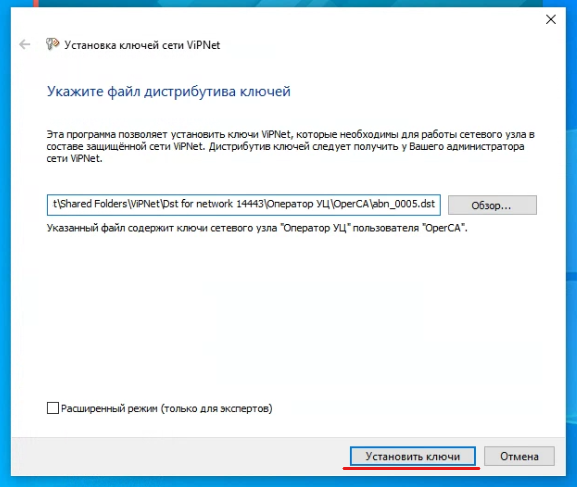 Установка ключей сети ViPNet
Укажите файл дистрибутива ключей
Эта программа позволяет установить ключи ViPNet, которые необходимы для работы сетевого узла в
составе защищённой сети ViPNet. Дистрибутив ключей следует получить у Вашего администратора
сети ViPNet.
t\Shared Folders\ViPNet\Dst for network 14443\Оператор УЦ\OperCA\abn_0005.dst
Обзор...
Указанный файл содержит ключи сетевого узла "Оператор УЦ" пользователя "OperCA".
Расширенный режим (только для экспертов)
Установить ключи
Отмена